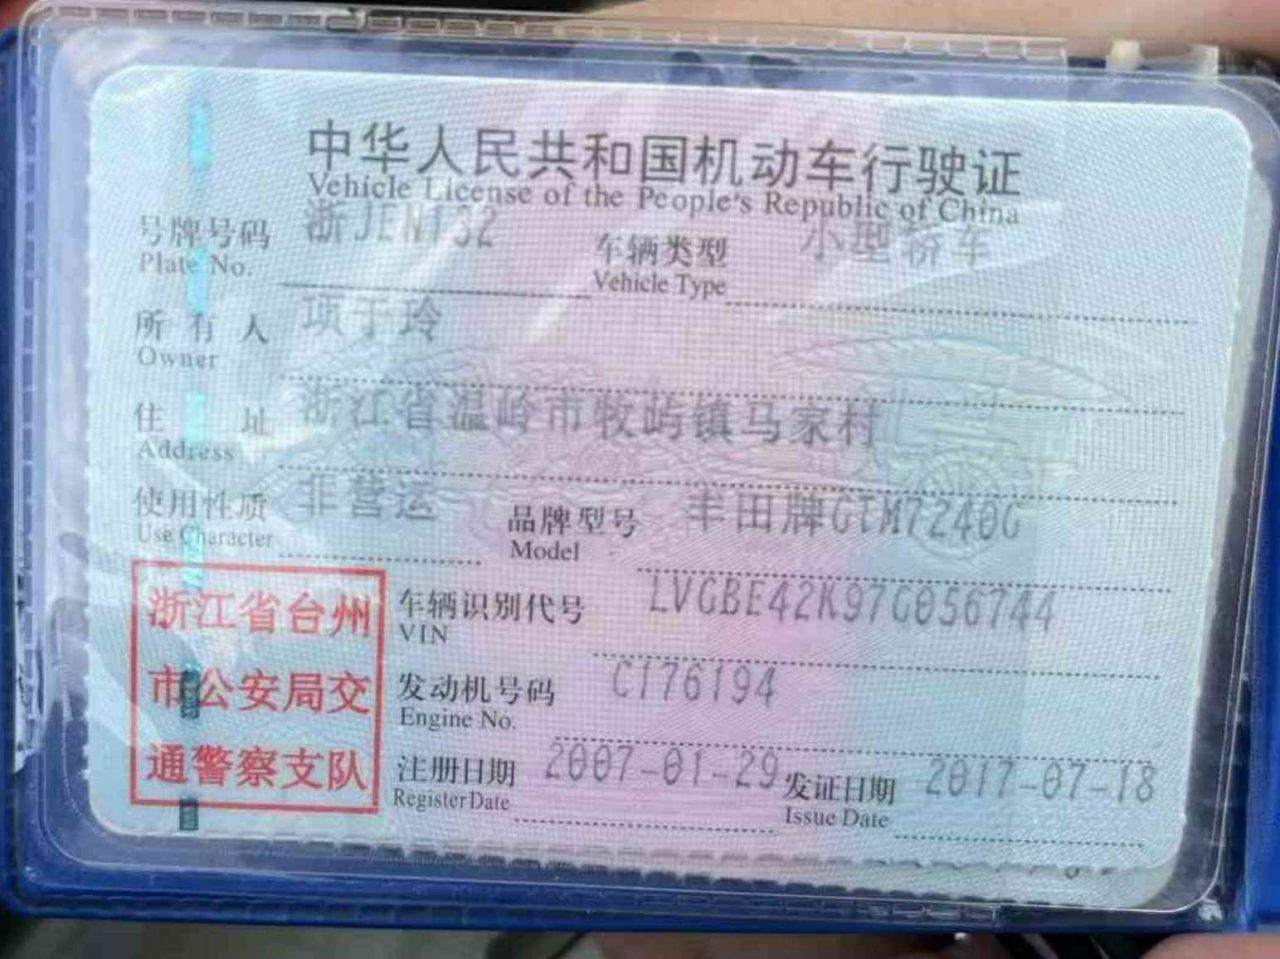 中华人民共和国机动车行驶证
Vehicle License of the People's Republic of China
号牌号码 浙JEN132 车辆类型 小型轿车
Plate No. Vehicle Type
所有人 项于玲
Owner
住址 浙江省温岭市牧屿镇马家村
Address
使用性质 非营运 品牌型号 丰田牌GTM7240G
Use Character Model
浙江省台州
市公安局交
通警察支队
车辆识别代号 LVGBE42K97G056744
VIN
发动机号码 C176194
Engine No.
注册日期 2007-01-29 发证日期 2017-07-18
Register Date Issue Date